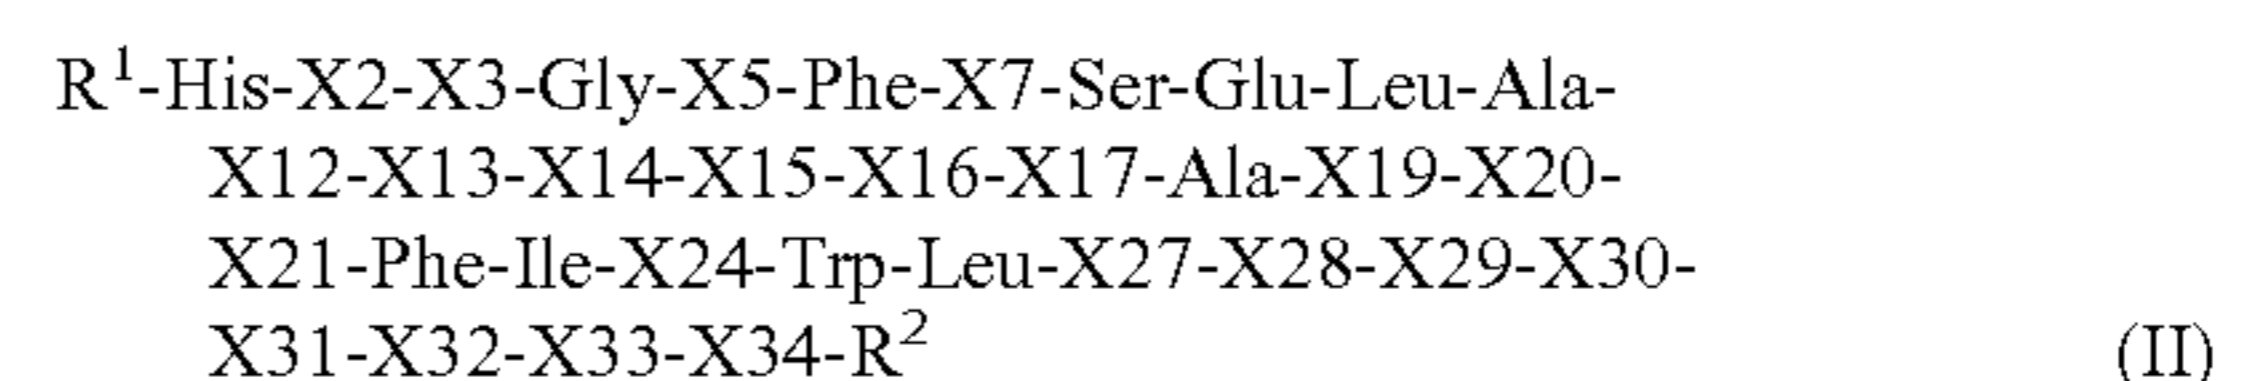 R¹-His-X2-X3-Gly-X5-Phe-X7-Ser-Glu-Leu-Ala-
X12-X13-X14-X15-X16-X17-Ala-X19-X20-
X21-Phe-Ile-X24-Trp-Leu-X27-X28-X29-X30-
X31-X32-X33-X34-R² (II)